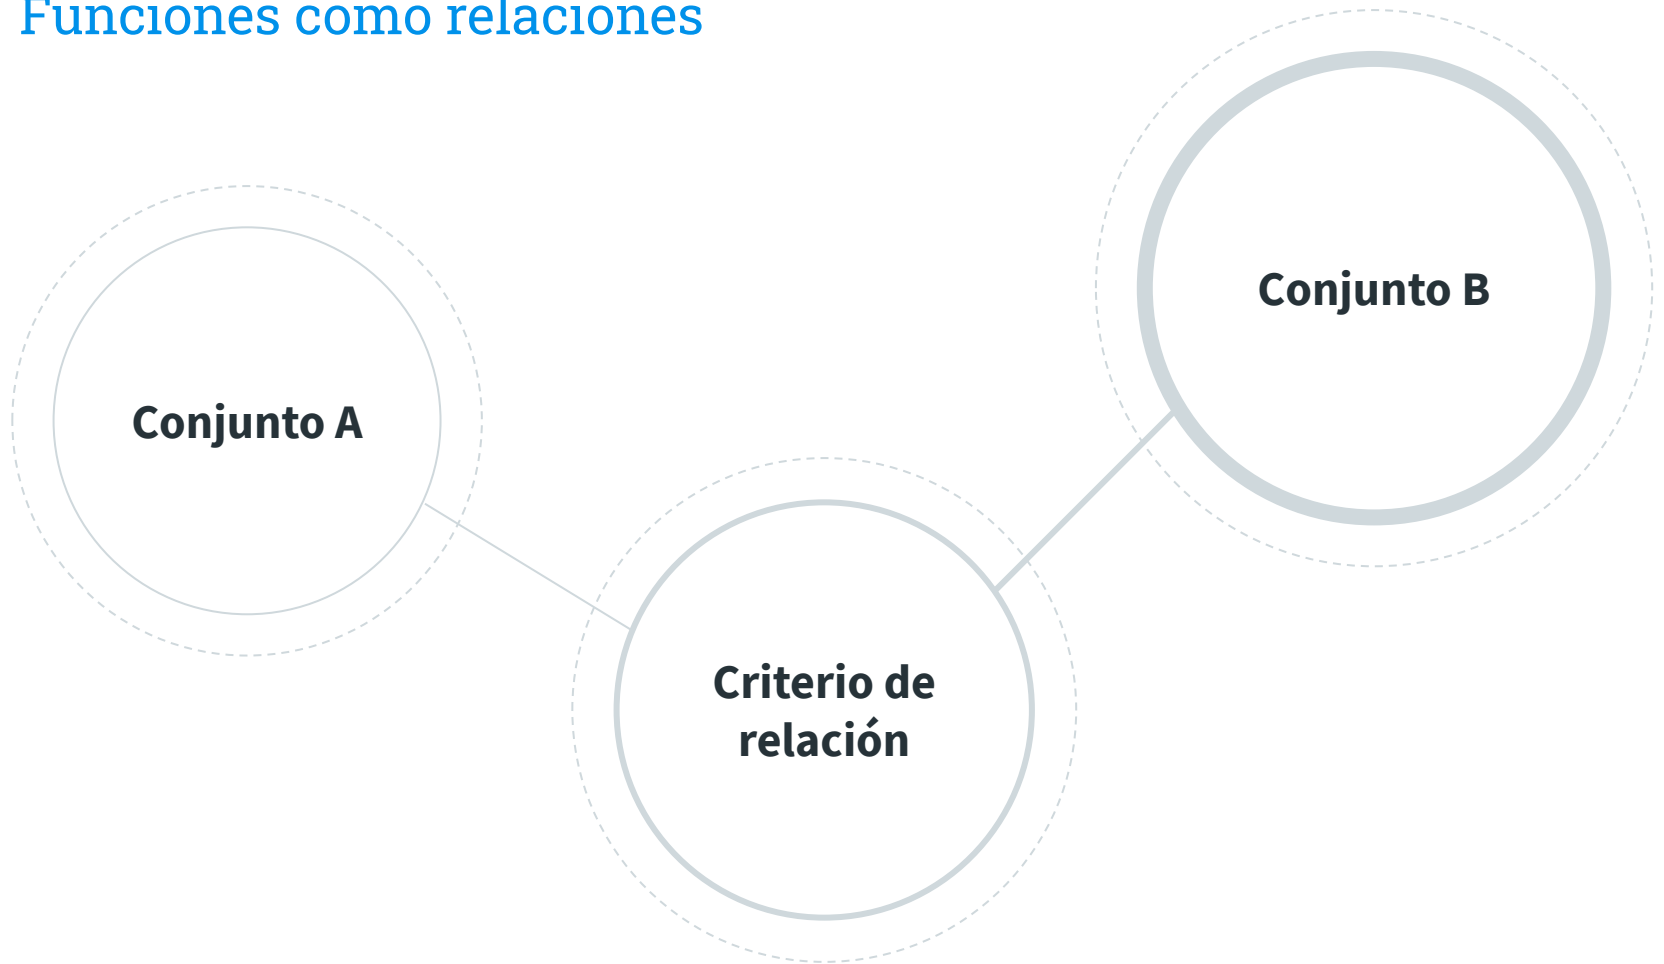 Funciones como relaciones
Conjunto B
Conjunto A
Criterio de
relación